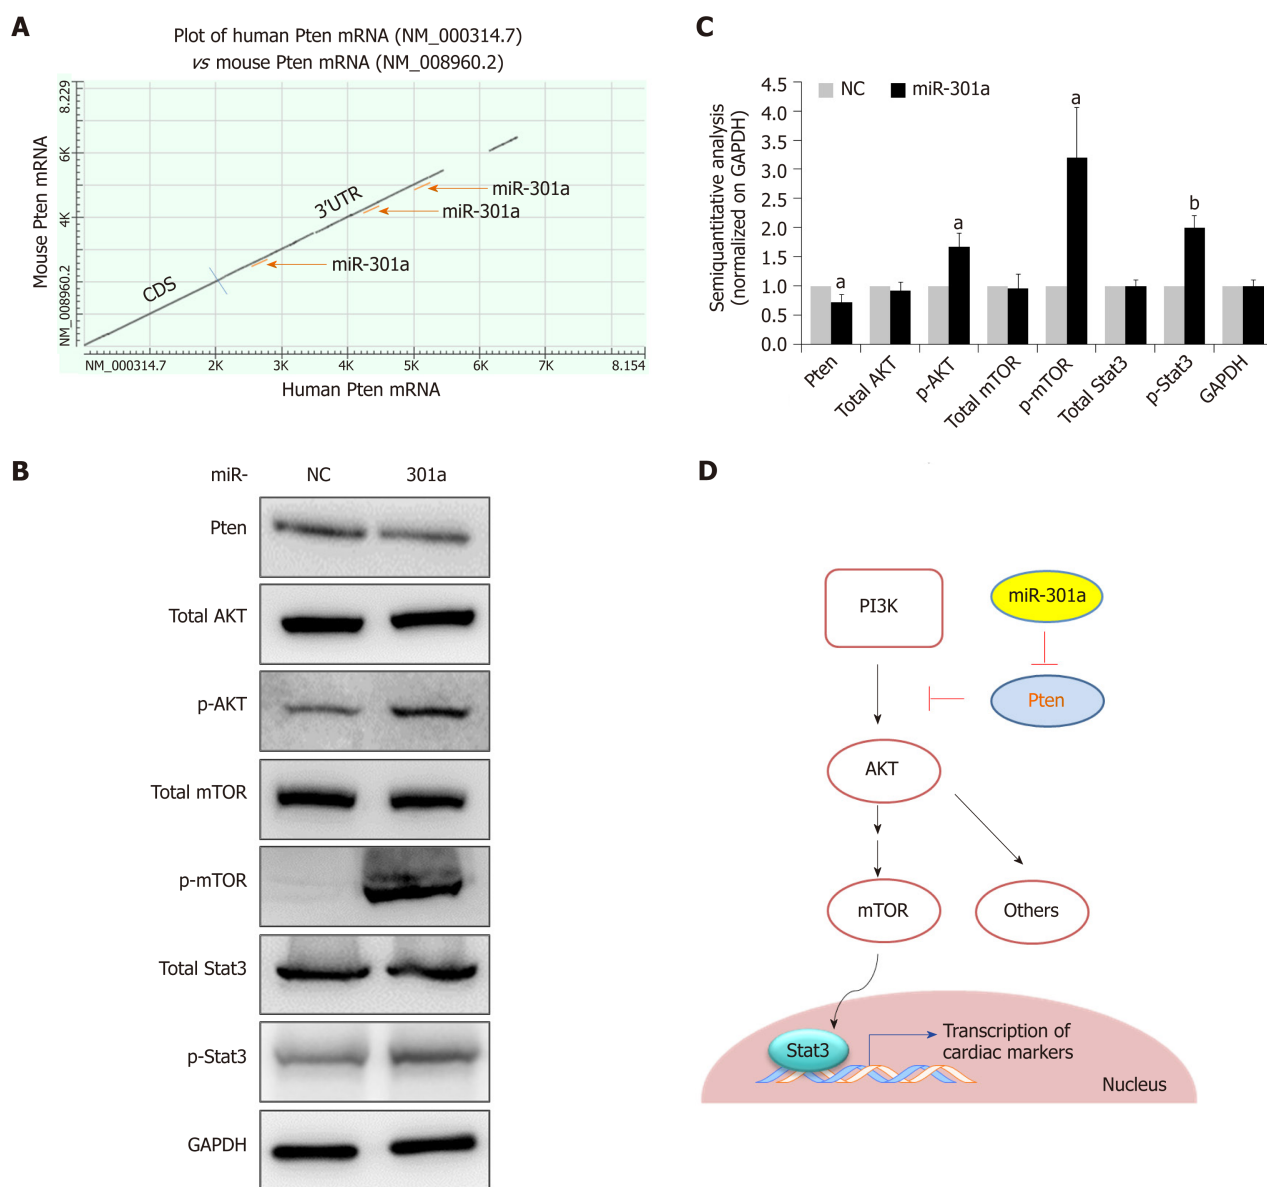 A
Plot of human Pten mRNA (NM_000314.7)
vs mouse Pten mRNA (NM_008960.2)
Mouse Pten mRNA
8.229
6K
4K
NM_008960.2
CDS
3'UTR
miR-301a
miR-301a
miR-301a
NM_000314.7
2K
3K
4K
5K
6K
7K
8.154
Human Pten mRNA
B
miR-
NC
301a
Pten
Total AKT
p-AKT
Total mTOR
p-mTOR
Total Stat3
p-Stat3
GAPDH
C
Semiquantitative analysis
(normalized on GAPDH)
4.5
4.0
3.5
3.0
2.5
2.0
1.5
1.0
0.5
0.0
NC
miR-301a
a
a
a
b
Pten
Total AKT
p-AKT
Total mTOR
p-mTOR
Total Stat3
p-Stat3
GAPDH
D
PI3K
miR-301a
Pten
AKT
mTOR
Others
Stat3
Transcription of
cardiac markers
Nucleus